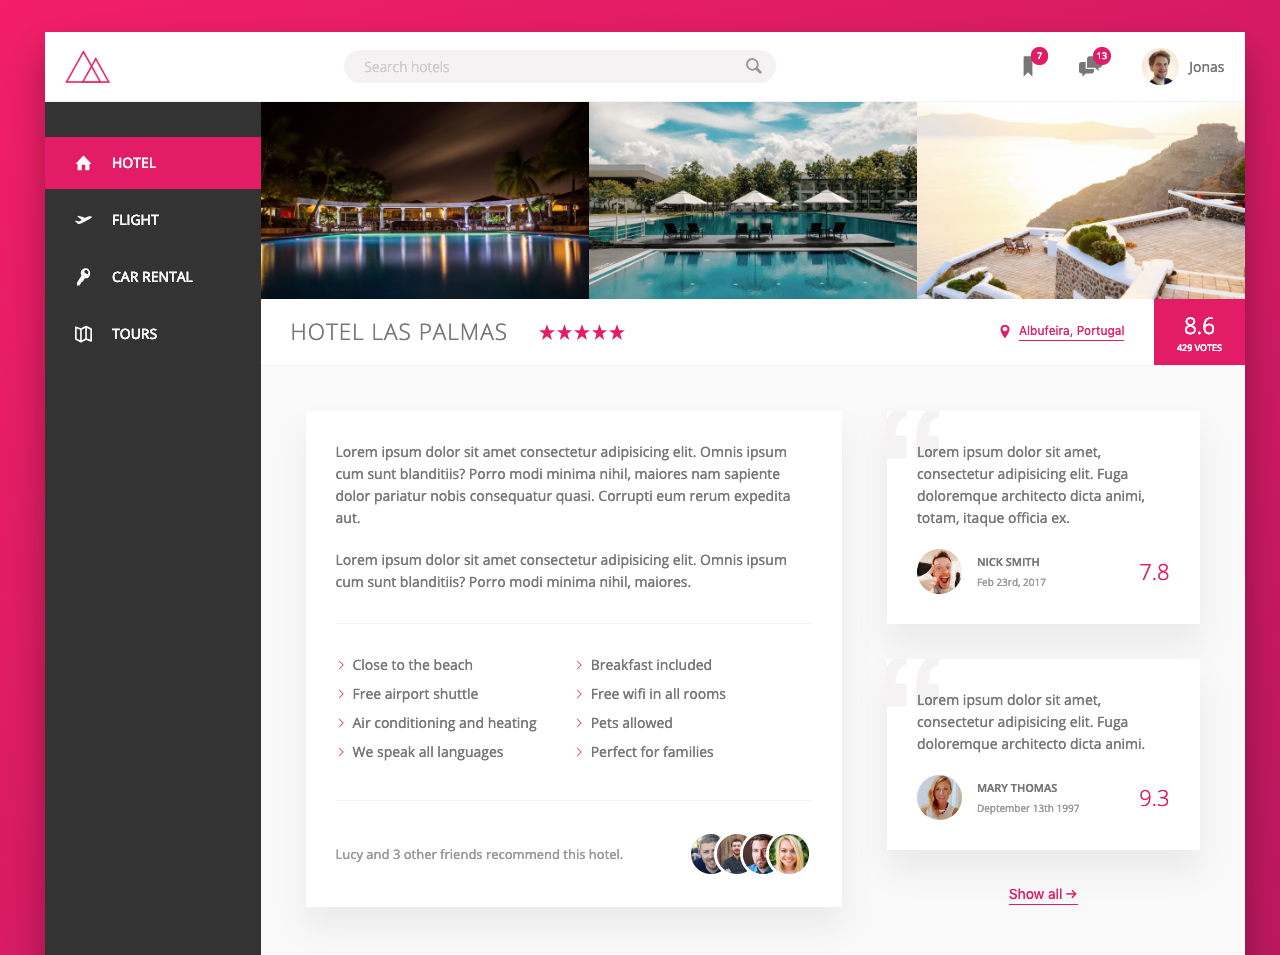 Search hotels
7
13
Jonas
HOTEL
FLIGHT
CAR RENTAL
TOURS
HOTEL LAS PALMAS
Albufeira, Portugal
8.6
429 VOTES
Lorem ipsum dolor sit amet consectetur adipisicing elit. Omnis ipsum
cum sunt blanditiis? Porro modi minima nihil, maiores nam sapiente
dolor pariatur nobis consequatur quasi. Corrupti eum rerum expedita
aut.
Lorem ipsum dolor sit amet consectetur adipisicing elit. Omnis ipsum
cum sunt blanditiis? Porro modi minima nihil, maiores.
Close to the beach
Free airport shuttle
Air conditioning and heating
We speak all languages
Breakfast included
Free wifi in all rooms
Pets allowed
Perfect for families
Lucy and 3 other friends recommend this hotel.
“
Lorem ipsum dolor sit amet,
consectetur adipisicing elit. Fuga
doloremque architecto dicta animi,
totam, itaque officia ex.
NICK SMITH
Feb 23rd, 2017
7.8
“
Lorem ipsum dolor sit amet,
consectetur adipisicing elit. Fuga
doloremque architecto dicta animi.
MARY THOMAS
Deptember 13th 1997
9.3
Show all →